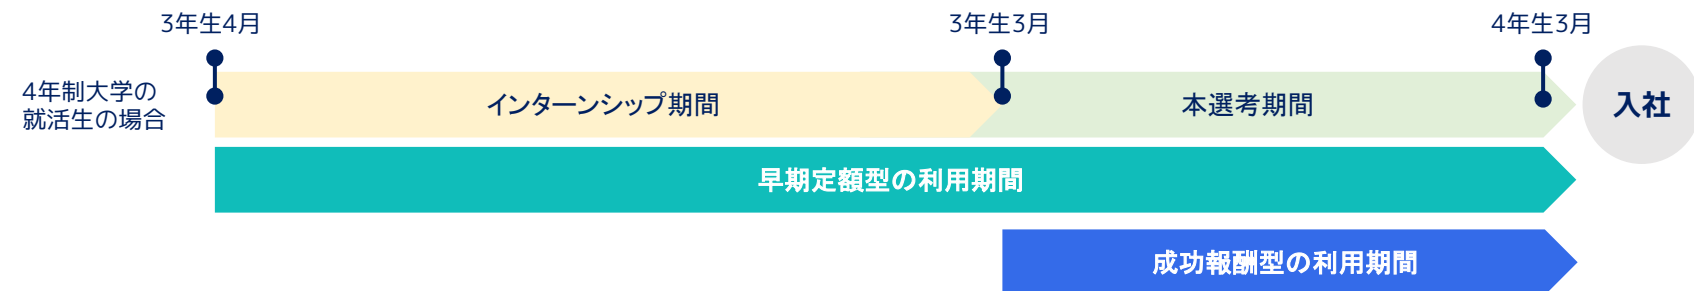 3年生4月
3年生3月
4年生3月
4年制大学の
就活生の場合
インターンシップ期間
本選考期間
入社
早期定額型の利用期間
成功報酬型の利用期間